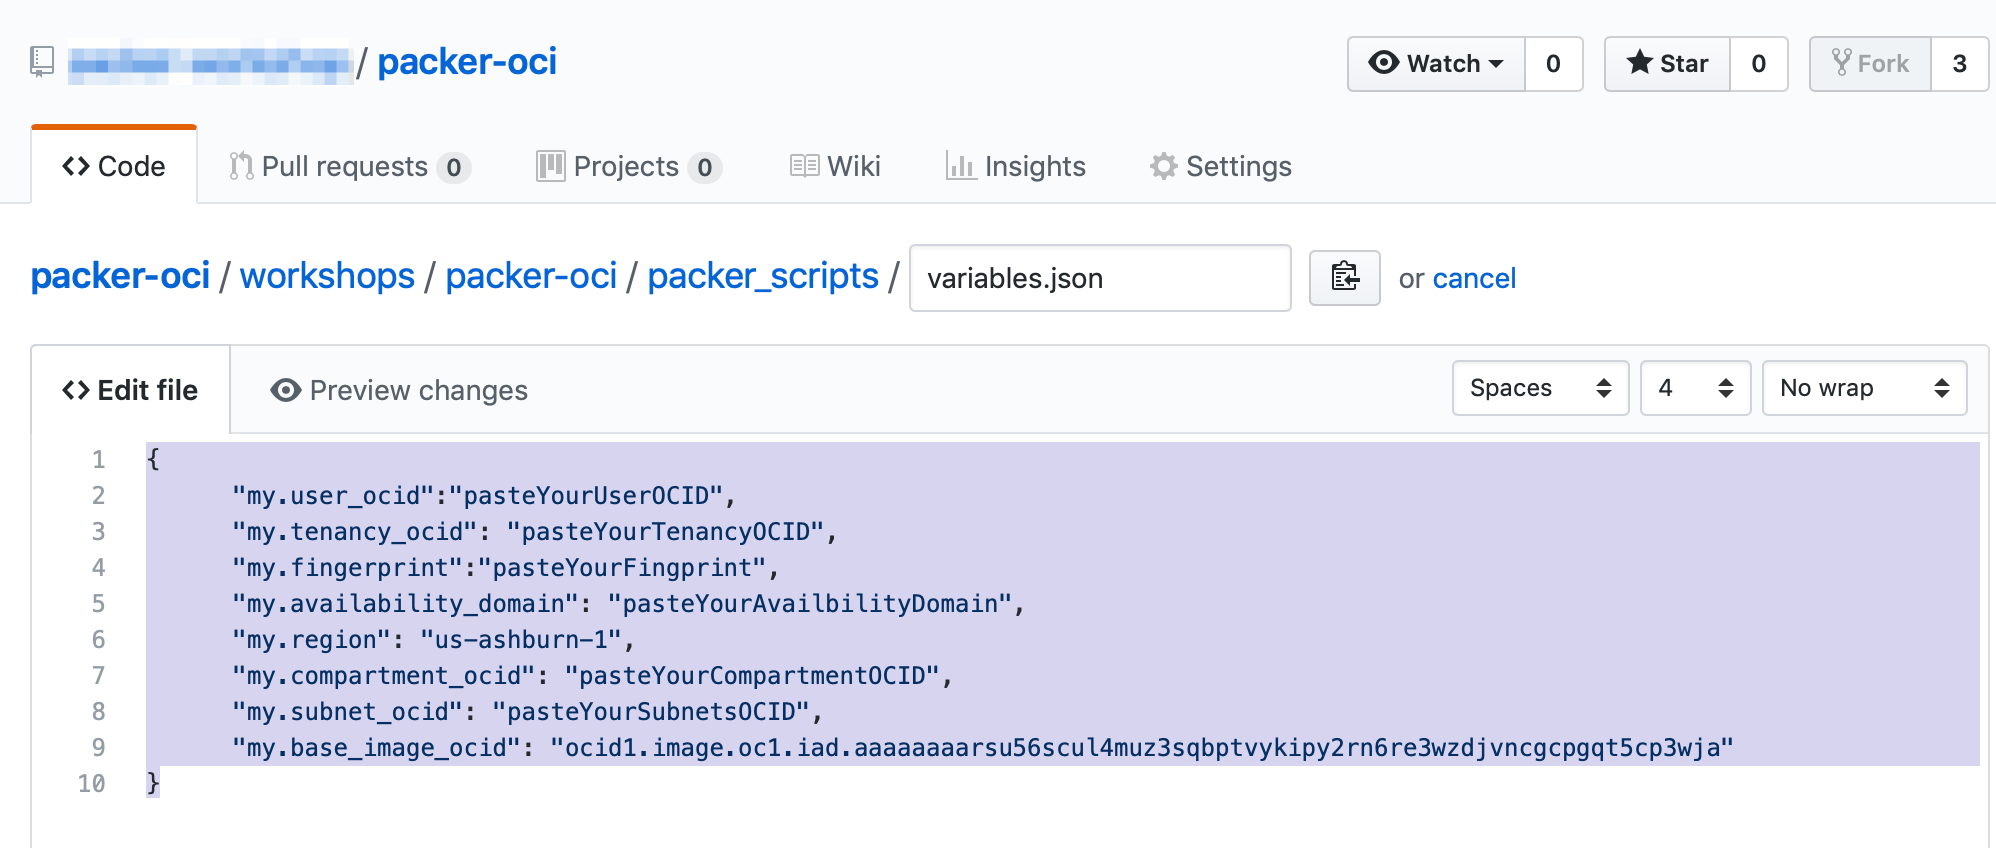 / packer-oci
Watch 0 Star 0 Fork 3
Code Pull requests 0 Projects 0 Wiki Insights Settings
packer-oci / workshops / packer-oci / packer_scripts / variables.json or cancel
Edit file Preview changes Spaces 4 No wrap
1 {
2 "my.user_ocid":"pasteYourUserOCID",
3 "my.tenancy_ocid": "pasteYourTenancyOCID",
4 "my.fingerprint":"pasteYourFingprint",
5 "my.availability_domain": "pasteYourAvailbilityDomain",
6 "my.region": "us-ashburn-1",
7 "my.compartment_ocid": "pasteYourCompartmentOCID",
8 "my.subnet_ocid": "pasteYourSubnetsOCID",
9 "my.base_image_ocid": "ocid1.image.oc1.iad.aaaaaaaarsu56scul4muz3sqbptvykipy2rn6re3wzdjvncgcpgqt5cp3wja"
10 }